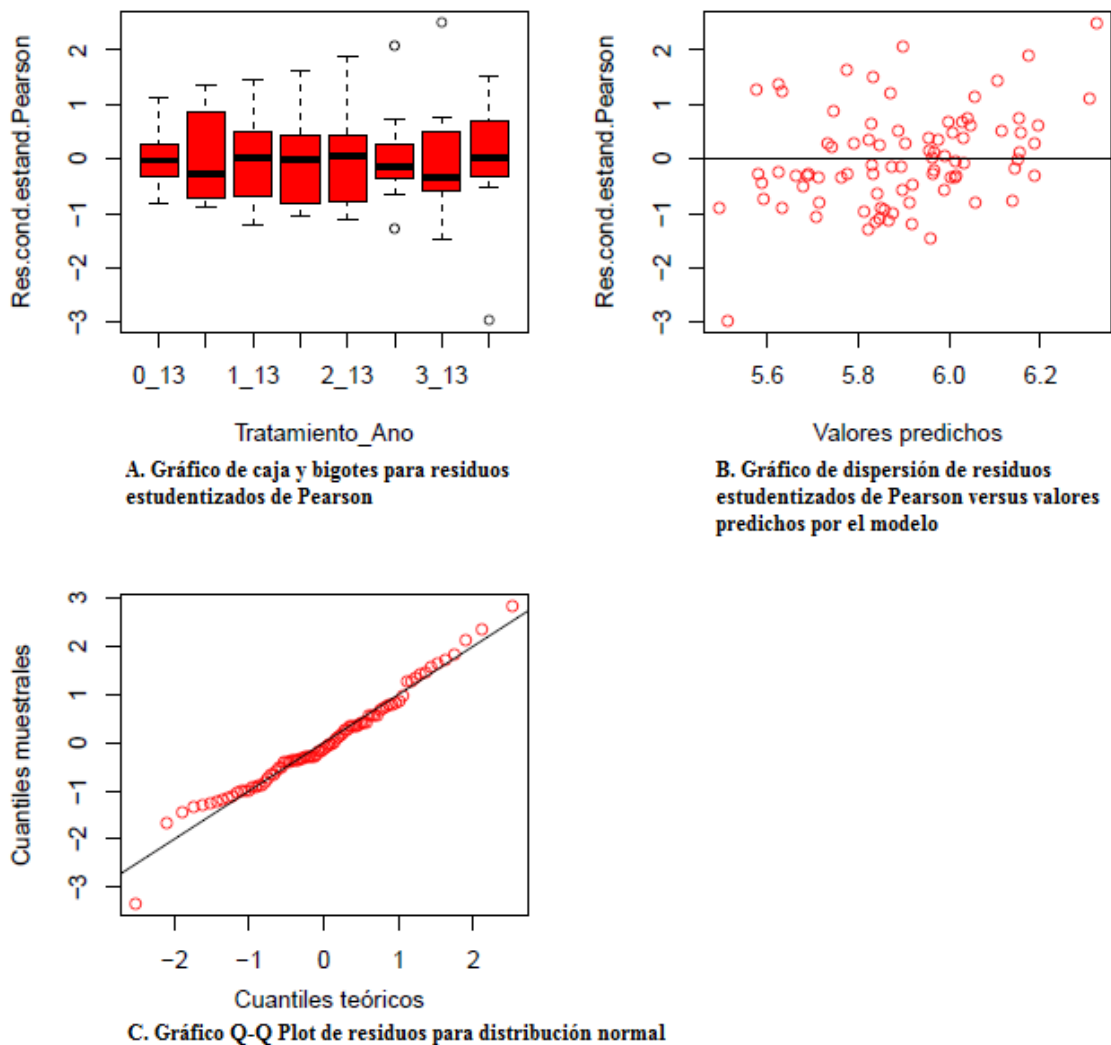 Res.cond.estand.Pearson
2
1
0
−1
−2
−3
0_13
1_13
2_13
3_13
Tratamiento_Ano
A. Gráfico de caja y bigotes para residuos
estudentizados de Pearson
Res.cond.estand.Pearson
2
1
0
−1
−2
−3
5.6
5.8
6.0
6.2
Valores predichos
B. Gráfico de dispersión de residuos
estudentizados de Pearson versus valores
predichos por el modelo
Cuantiles muestrales
3
2
1
0
−1
−2
−3
−2
−1
0
1
2
Cuantiles teóricos
C. Gráfico Q-Q Plot de residuos para distribución normal